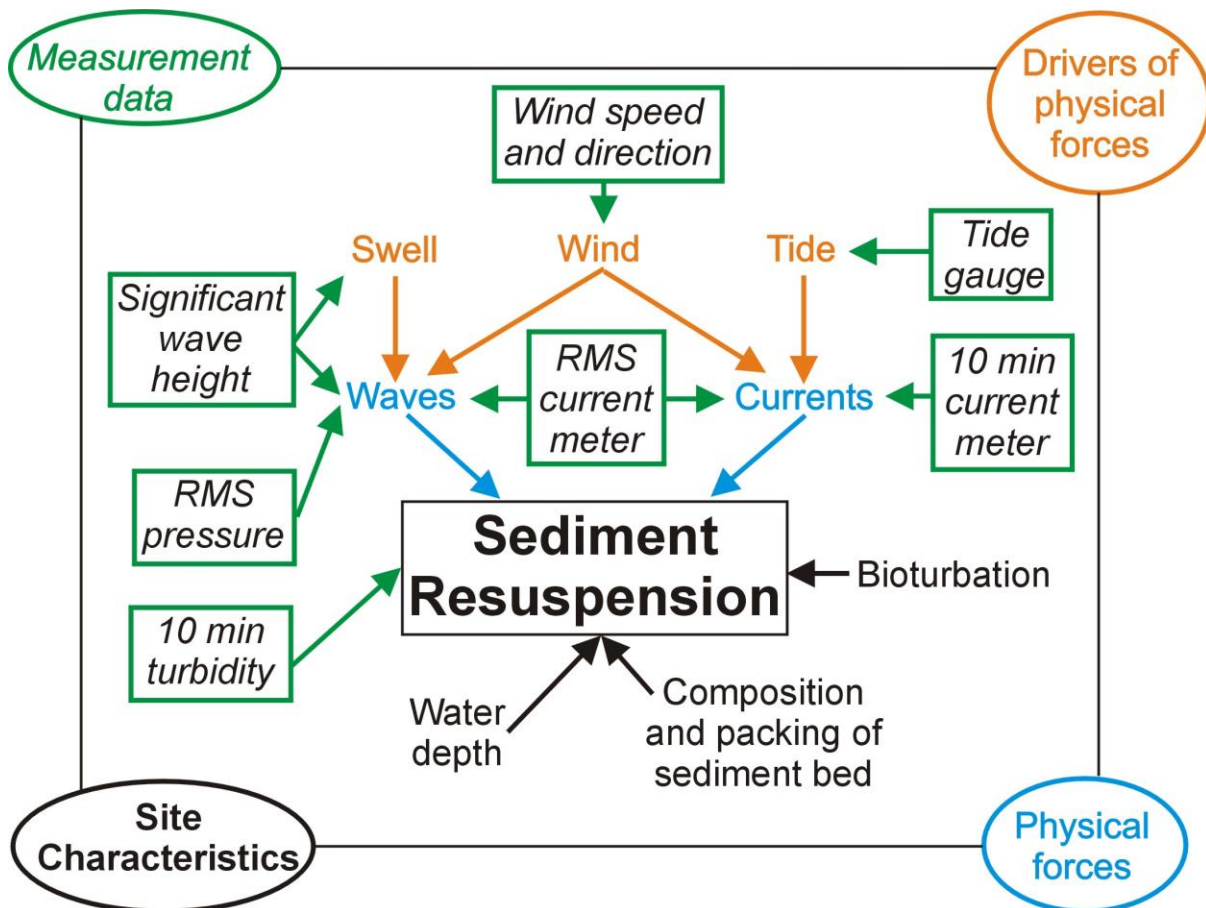 Measurement
data
Drivers of
physical
forces
Wind speed
and direction
Swell
Wind
Tide
Tide
gauge
Significant
wave
height
Waves
RMS
current
meter
Currents
10 min
current
meter
RMS
pressure
Sediment
Resuspension
Bioturbation
10 min
turbidity
Water
depth
Composition
and packing of
sediment bed
Site
Characteristics
Physical
forces